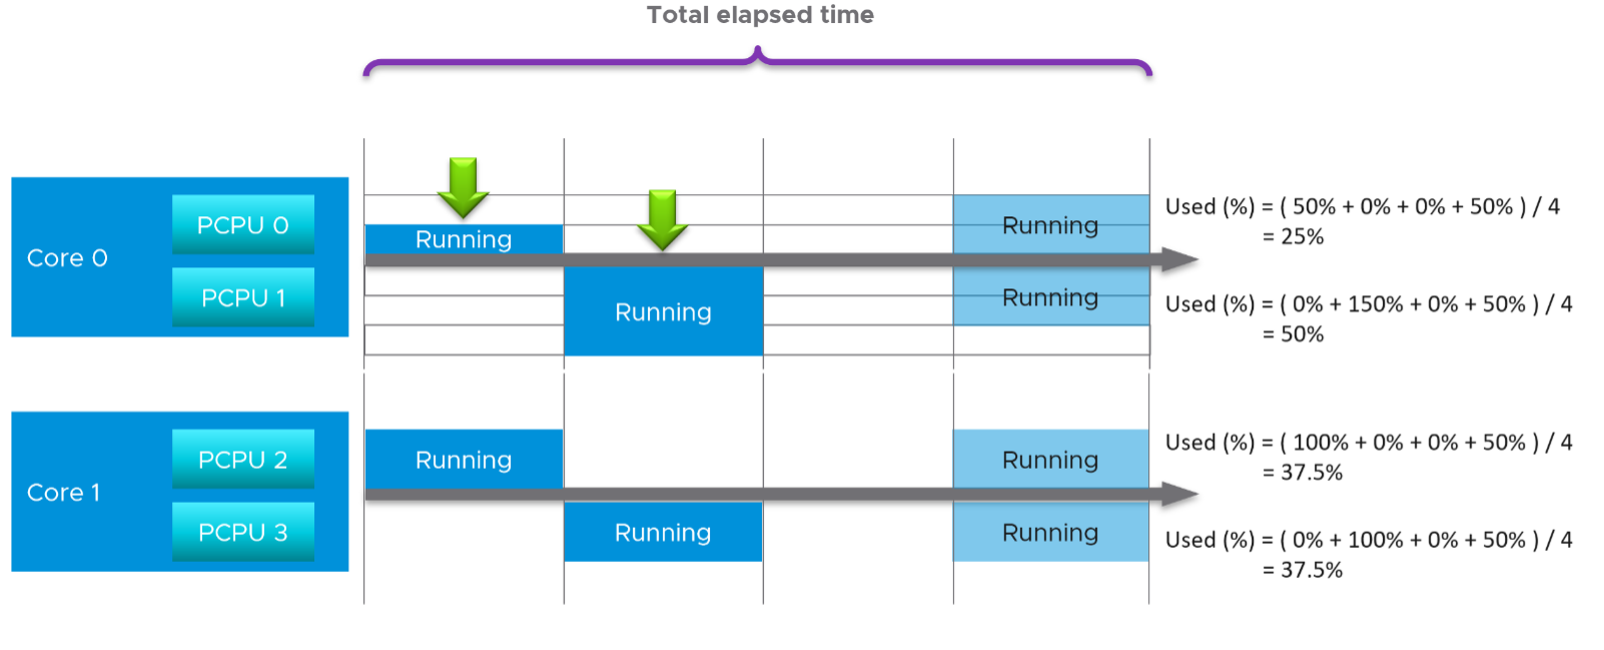 Total elapsed time
Core 0
PCPU 0
PCPU 1
Running
Running
Running
Running
Used (%) = ( 50% + 0% + 0% + 50% ) / 4
= 25%
Used (%) = ( 0% + 150% + 0% + 50% ) / 4
= 50%
Core 1
PCPU 2
PCPU 3
Running
Running
Running
Running
Used (%) = ( 100% + 0% + 0% + 50% ) / 4
= 37.5%
Used (%) = ( 0% + 100% + 0% + 50% ) / 4
= 37.5%